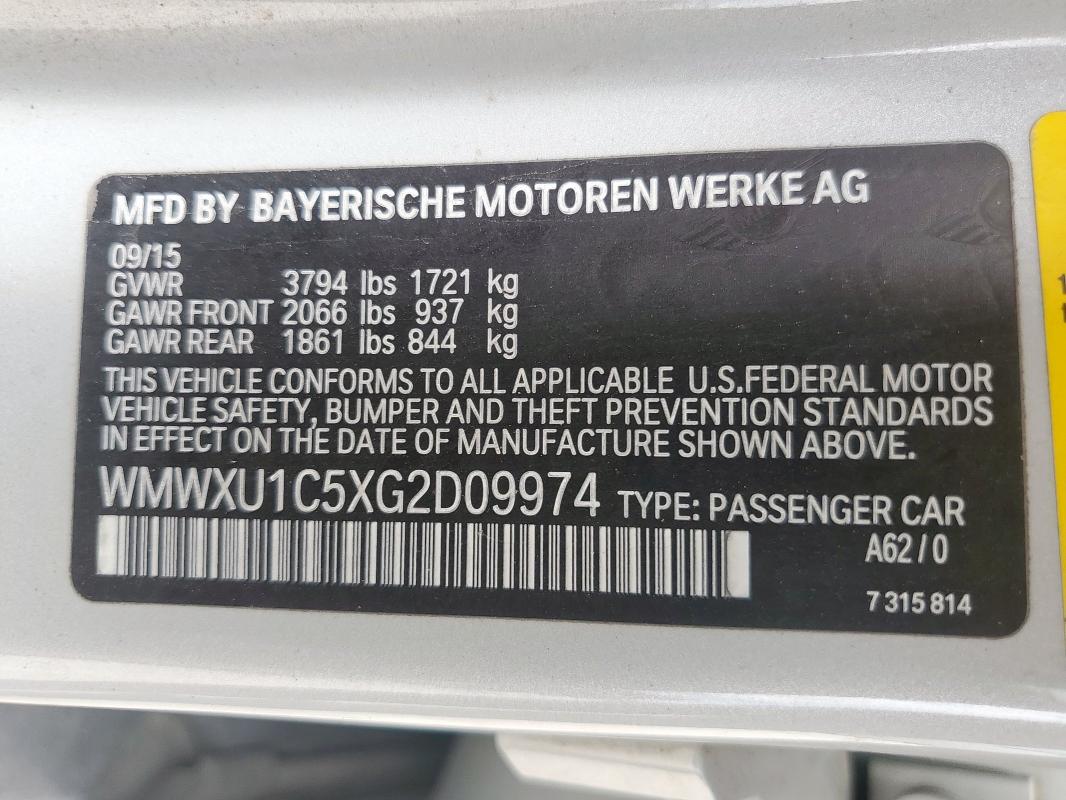 MFD BY BAYERISCHE MOTOREN WERKE AG
09/15
GVWR 3794 lbs 1721 kg
GAWR FRONT 2066 lbs 937 kg
GAWR REAR 1861 lbs 844 kg
THIS VEHICLE CONFORMS TO ALL APPLICABLE U.S.FEDERAL MOTOR
VEHICLE SAFETY, BUMPER AND THEFT PREVENTION STANDARDS
IN EFFECT ON THE DATE OF MANUFACTURE SHOWN ABOVE.
WMWXU1C5XG2D09974 TYPE: PASSENGER CAR
A62/0
7 315 814